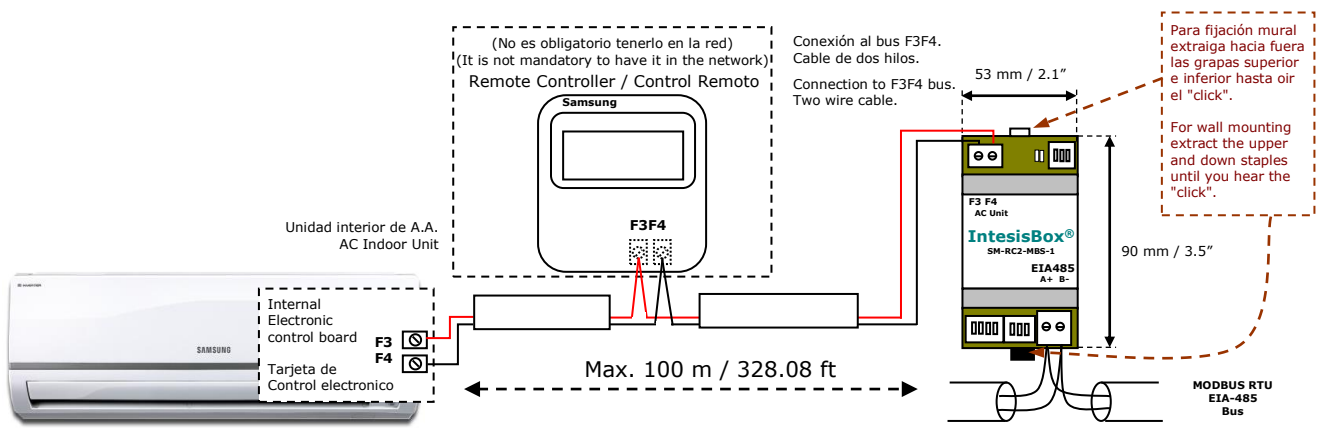 (No es obligatorio tenerlo en la red)
(It is not mandatory to have it in the network)
Remote Controller / Control Remoto
Samsung
F3F4
Conexión al bus F3F4.
Cable de dos hilos.
Connection to F3F4 bus.
Two wire cable.
53 mm / 2.1”
Para fijación mural
extraiga hacia fuera
las grapas superior
e inferior hasta oir
el "click".
For wall mounting
extract the upper
and down staples
until you hear the
"click".
F3 F4
AC Unit
IntesisBox®
SM-RC2-MBS-1
EIA485
A+ B-
90 mm / 3.5”
Unidad interior de A.A.
AC Indoor Unit
SAMSUNG
Internal
Electronic
control board
F3
F4
Tarjeta de
Control electronico
Max. 100 m / 328.08 ft
MODBUS RTU
EIA-485
Bus